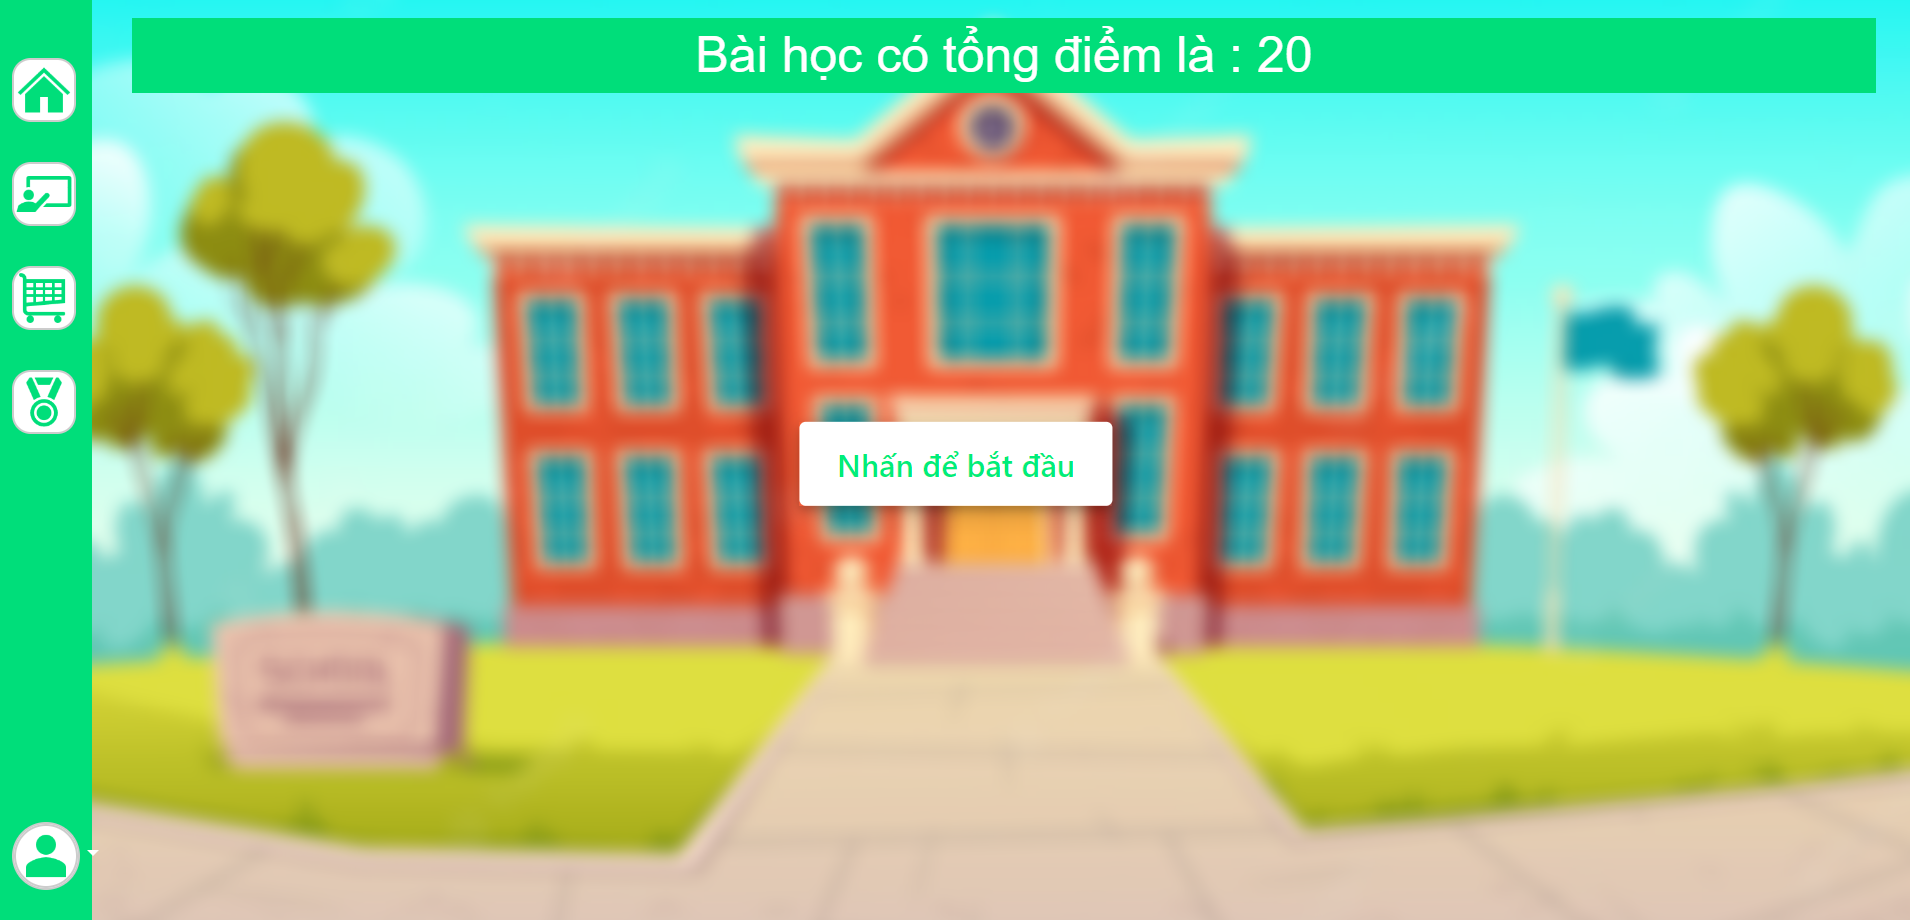 Bài học có tổng điểm là : 20
Nhấn để bắt đầu